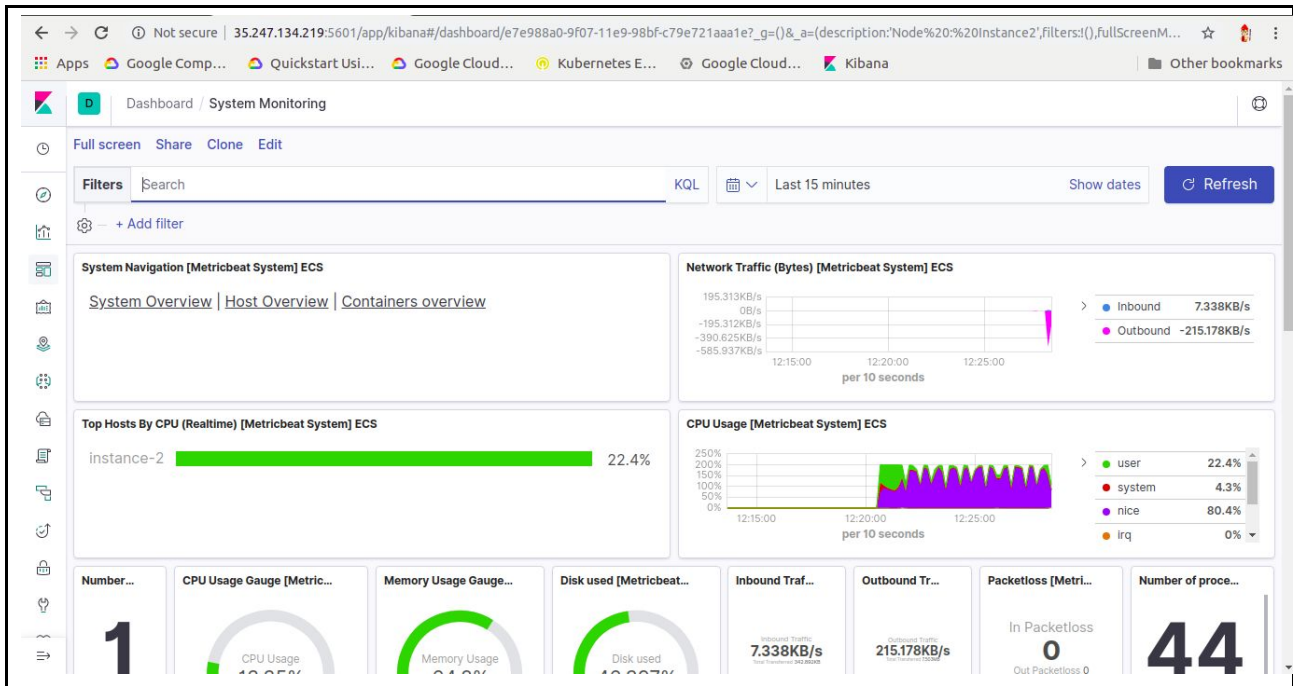 Not secure | 35.247.134.219:5601/app/kibana#/dashboard/e7e988a0-9f07-11e9-98bf-c79e721aaa1e?_g=()&_a=(description:'Node%20:%20Instance2',filters:!(),fullScreenM...
Apps Google Comp... Quickstart Usi... Google Cloud... Kubernetes E... Google Cloud... Kibana Other bookmarks
D Dashboard / System Monitoring
Full screen Share Clone Edit
Filters Search KQL Last 15 minutes Show dates Refresh
+ Add filter
System Navigation [Metricbeat System] ECS
System Overview | Host Overview | Containers overview
Network Traffic (Bytes) [Metricbeat System] ECS
195.313KB/s
0B/s
-195.312KB/s
-390.625KB/s
-585.937KB/s
12:15:00 12:20:00 12:25:00
per 10 seconds
Inbound 7.338KB/s
Outbound -215.178KB/s
Top Hosts By CPU (Realtime) [Metricbeat System] ECS
instance-2 22.4%
CPU Usage [Metricbeat System] ECS
250%
200%
150%
100%
50%
0%
12:15:00 12:20:00 12:25:00
per 10 seconds
user 22.4%
system 4.3%
nice 80.4%
irq 0%
Number...
1
CPU Usage Gauge [Metric...
CPU Usage
Memory Usage Gauge...
Memory Usage
Disk used [Metricbeat...
Disk used
Inbound Traf...
Inbound Traffic
7.338KB/s
Total Transferred 342.892KB
Outbound Tr...
Outbound Traffic
215.178KB/s
Total Transferred
Packetloss [Metri...
In Packetloss
0
Out Packetloss 0
Number of proce...
44